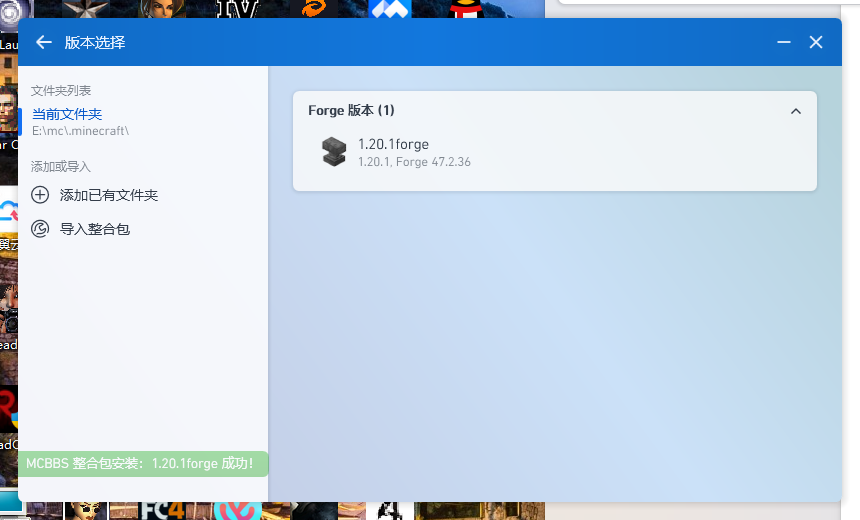 版本选择
文件夹列表
当前文件夹
E:\mc\.minecraft\
添加或导入
添加已有文件夹
导入整合包
Forge 版本 (1)
1.20.1forge
1.20.1, Forge 47.2.36
MCBBS 整合包安装：1.20.1forge 成功！
Lau
IV
FC4